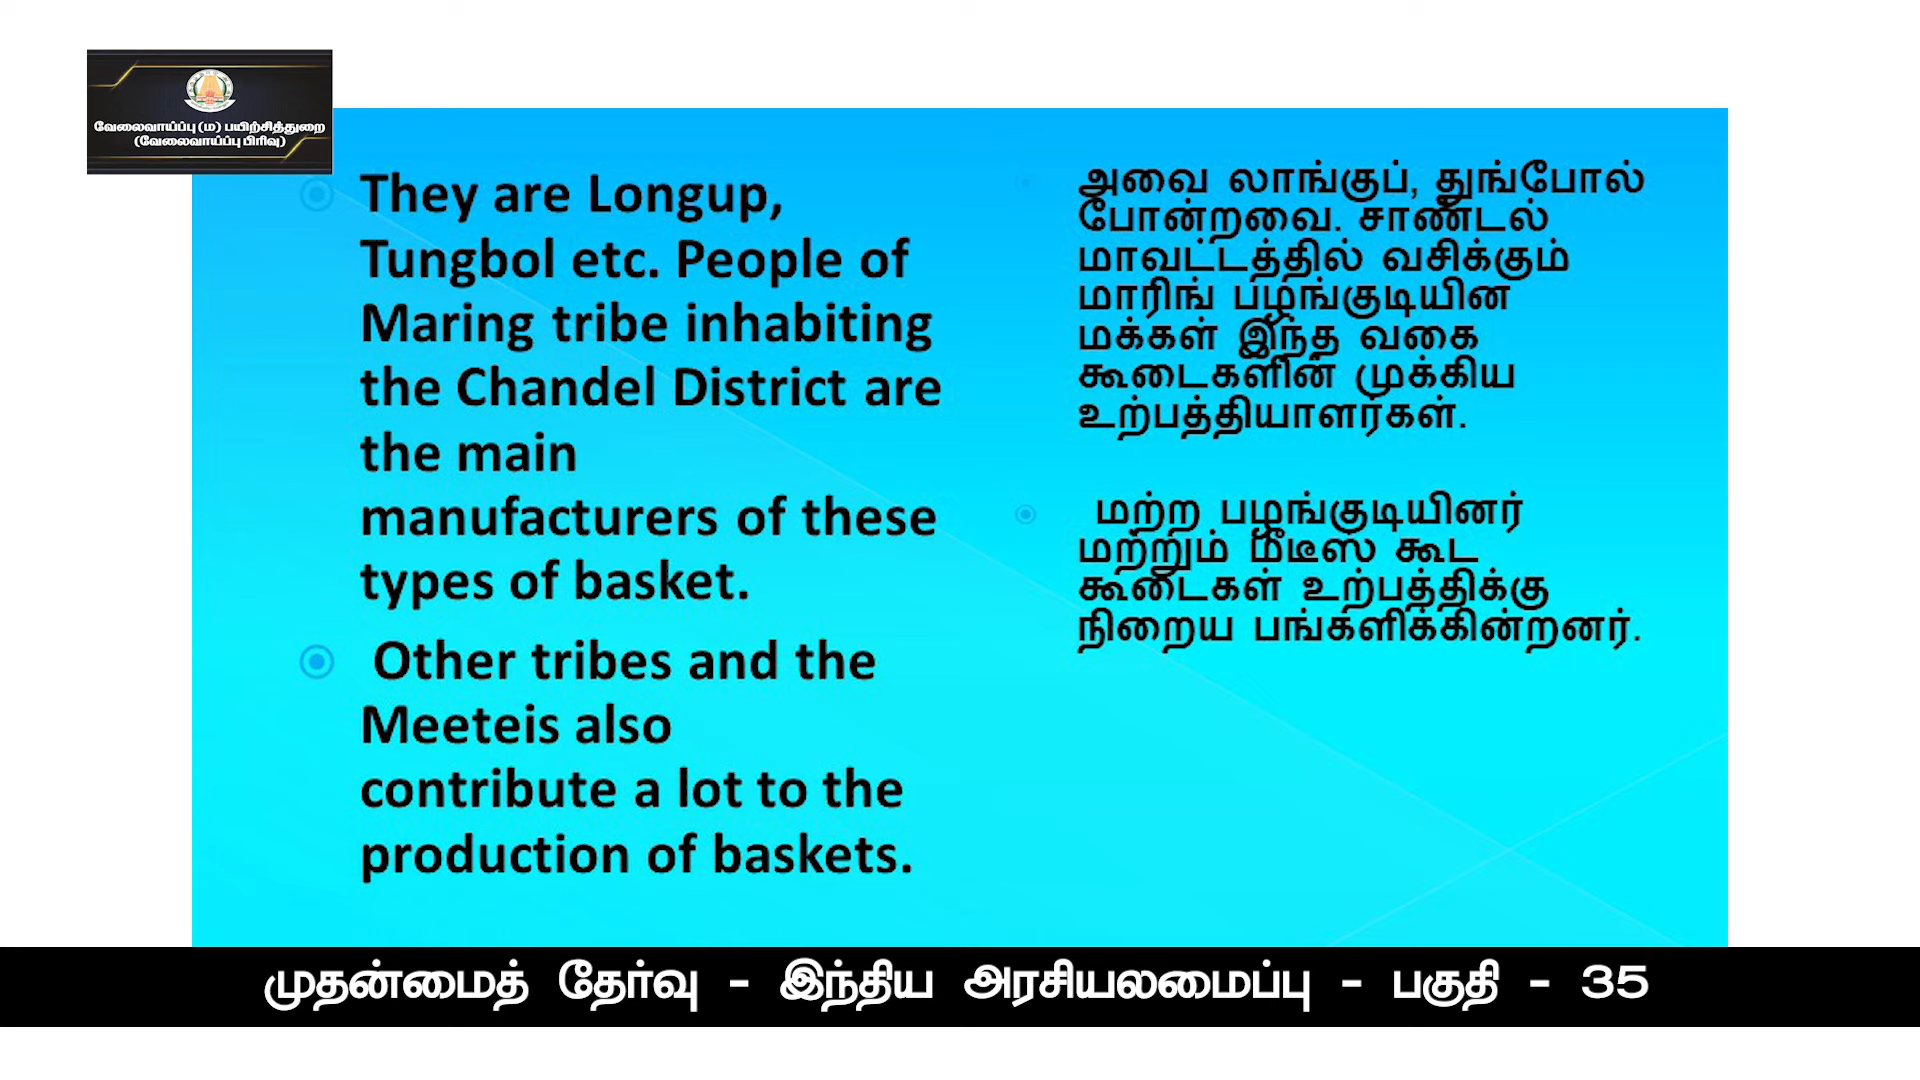 வேலைவாய்ப்பு (ம) பயிற்சித்துறை
(வேலைவாய்ப்பு பிரிவு)
They are Longup,
Tungbol etc. People of
Maring tribe inhabiting
the Chandel District are
the main
manufacturers of these
types of basket.
Other tribes and the
Meeteis also
contribute a lot to the
production of baskets.
அவை லாங்குப், துங்போல்
போன்றவை. சாண்டல்
மாவட்டத்தில் வசிக்கும்
மாரிங் பழங்குடியின
மக்கள் இந்த வகை
கூடைகளின் முக்கிய
உற்பத்தியாளர்கள்.
மற்ற பழங்குடியினர்
மற்றும் மீடீஸ் கூட
கூடைகள் உற்பத்திக்கு
நிறைய பங்களிக்கின்றனர்.
முதன்மைத் தேர்வு - இந்திய அரசியலமைப்பு - பகுதி - 35